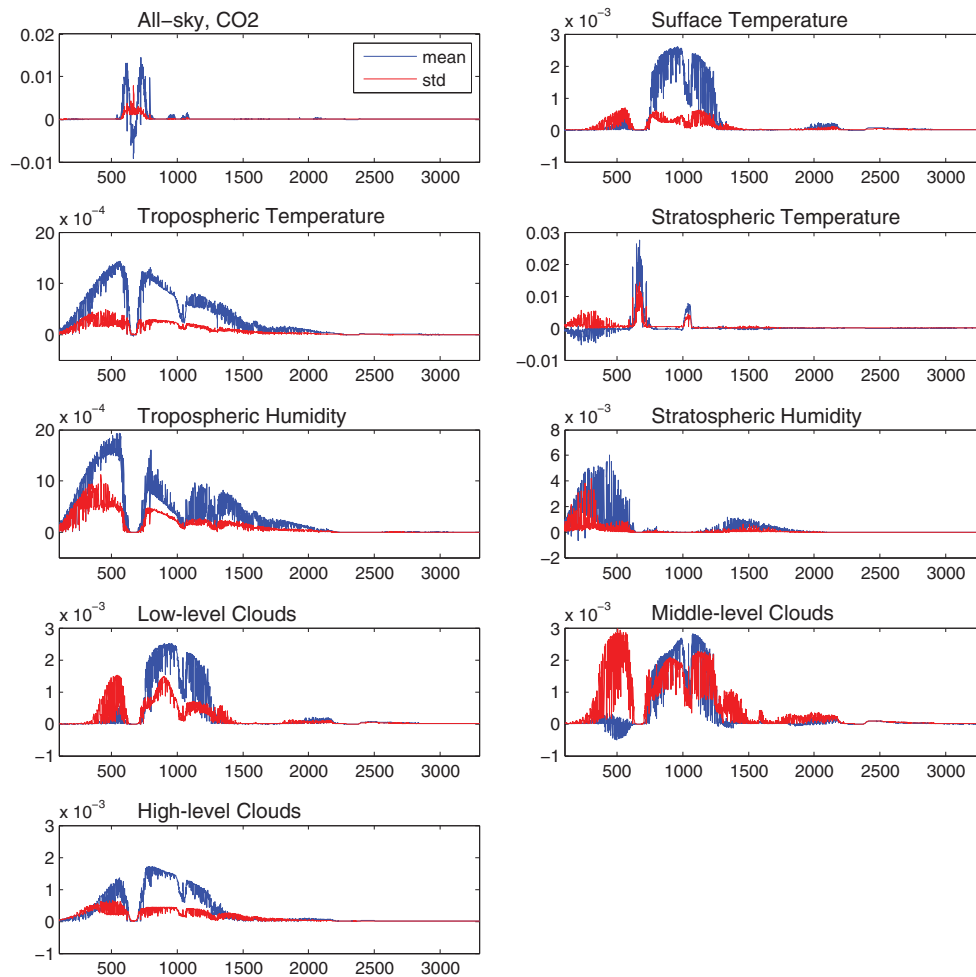 All−sky, CO2
0.02
0.01
0
−0.01
500 1000 1500 2000 2500 3000
mean
std
x 10−3
Sufface Temperature
3
2
1
0
−1
500 1000 1500 2000 2500 3000
x 10−4
Tropospheric Temperature
20
10
0
500 1000 1500 2000 2500 3000
Stratospheric Temperature
0.03
0.02
0.01
0
−0.01
500 1000 1500 2000 2500 3000
x 10−4
Tropospheric Humidity
20
10
0
500 1000 1500 2000 2500 3000
x 10−3
Stratospheric Humidity
8
6
4
2
0
−2
500 1000 1500 2000 2500 3000
x 10−3
Low-level Clouds
3
2
1
0
−1
500 1000 1500 2000 2500 3000
x 10−3
Middle-level Clouds
3
2
1
0
−1
500 1000 1500 2000 2500 3000
x 10−3
High-level Clouds
3
2
1
0
−1
500 1000 1500 2000 2500 3000